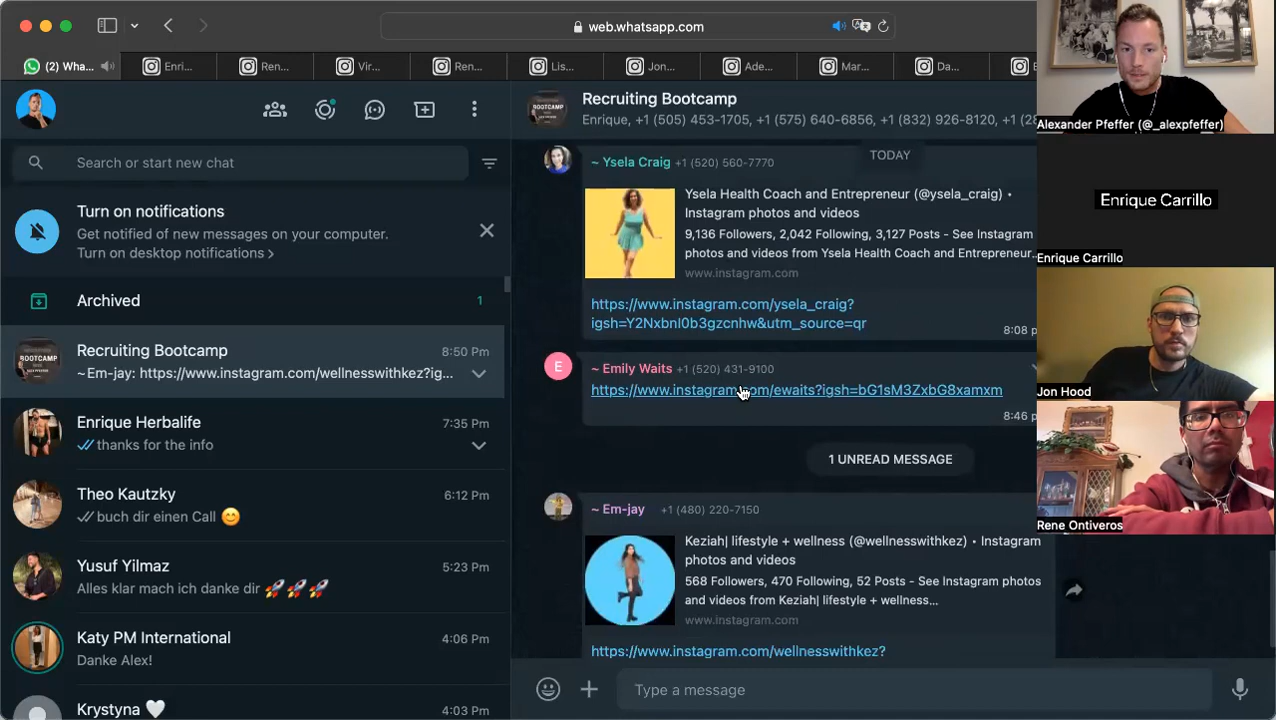 web.whatsapp.com
(2) Wha...
Enri...
Ren...
Vir...
Ren...
Lis...
Jon...
Ade...
Mar...
Da...
Search or start new chat
Turn on notifications
Get notified of new messages on your computer.
Turn on desktop notifications >
Archived
1
Recruiting Bootcamp
8:50 Pm
~Em-jay: https://www.instagram.com/wellnesswithkez?ig...
Enrique Herbalife
7:35 Pm
thanks for the info
Theo Kautzky
6:12 Pm
buch dir einen Call 😊
Yusuf Yilmaz
5:23 Pm
Alles klar mach ich danke dir 🚀🚀🚀
Katy PM International
4:06 Pm
Danke Alex!
Krystyna 🤍
4:03 Pm
BOOTCAMP
Recruiting Bootcamp
Enrique, +1 (505) 453-1705, +1 (575) 640-6856, +1 (832) 926-8120, +1 (28
TODAY
~ Ysela Craig +1 (520) 560-7770
Ysela Health Coach and Entrepreneur (@ysela_craig) •
Instagram photos and videos
9,136 Followers, 2,042 Following, 3,127 Posts - See Instagram
photos and videos from Ysela Health Coach and Entrepreneur...
www.instagram.com
https://www.instagram.com/ysela_craig?
igsh=Y2Nxbnl0b3gzcnhw&utm_source=qr
8:08 p
E
~ Emily Waits +1 (520) 431-9100
https://www.instagram.com/ewaits?igsh=bG1sM3ZxbG8xamxm
8:46 p
1 UNREAD MESSAGE
~ Em-jay +1 (480) 220-7150
Keziah| lifestyle + wellness (@wellnesswithkez) • Instagram
photos and videos
568 Followers, 470 Following, 52 Posts - See Instagram photos
and videos from Keziah| lifestyle + wellness...
www.instagram.com
https://www.instagram.com/wellnesswithkez?
Type a message
Alexander Pfeffer (@_alexpfeffer)
Enrique Carrillo
Enrique Carrillo
Jon Hood
Rene Ontiveros